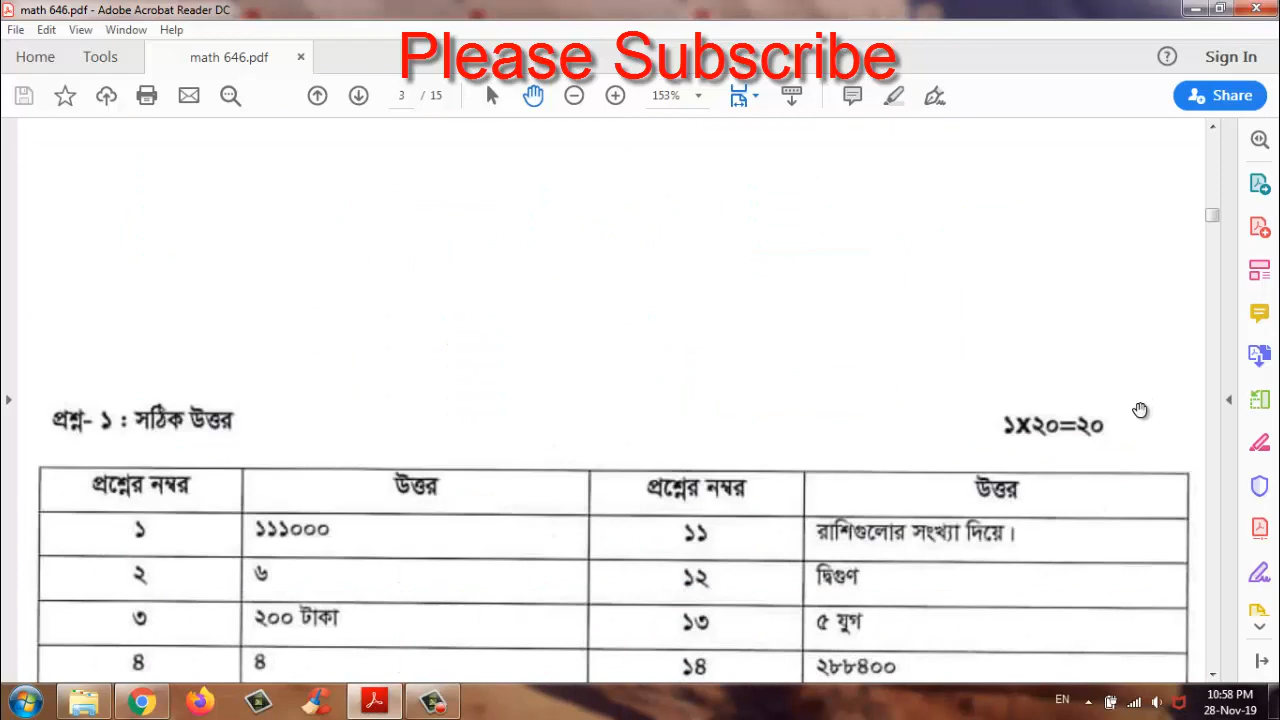 math 646.pdf - Adobe Acrobat Reader DC
File Edit View Window Help
Please Subscribe
Home Tools math 646.pdf × Sign In
3 / 15 153% Share
প্রশ্ন- ১ : সঠিক উত্তর ১X২০=২০
প্রশ্নের নম্বর উত্তর প্রশ্নের নম্বর উত্তর
১ ১১১০০০ ১১ রাশিগুলোর সংখ্যা দিয়ে।
২ ৬ ১২ দ্বিগুণ
৩ ২০০ টাকা ১৩ ৫ যুগ
৪ ৪ ১৪ ২৮৮৪০০
EN 10:58 PM
28-Nov-19